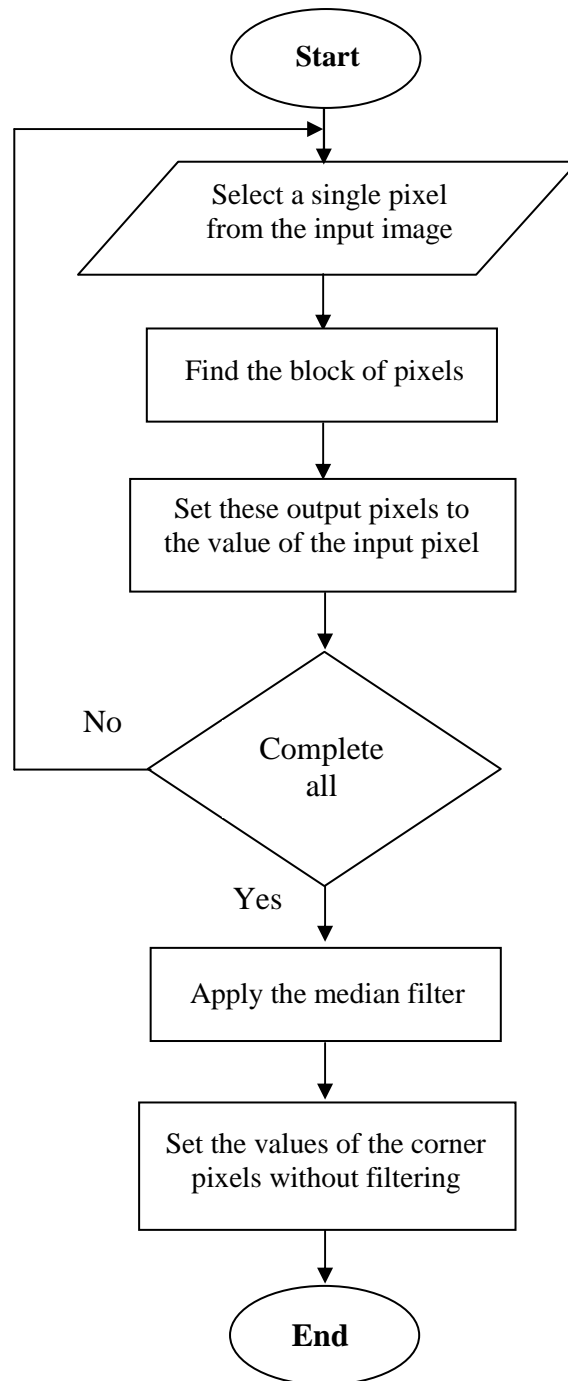 Start
Select a single pixel
from the input image
Find the block of pixels
Set these output pixels to
the value of the input pixel
No
Complete
all
Yes
Apply the median filter
Set the values of the corner
pixels without filtering
End